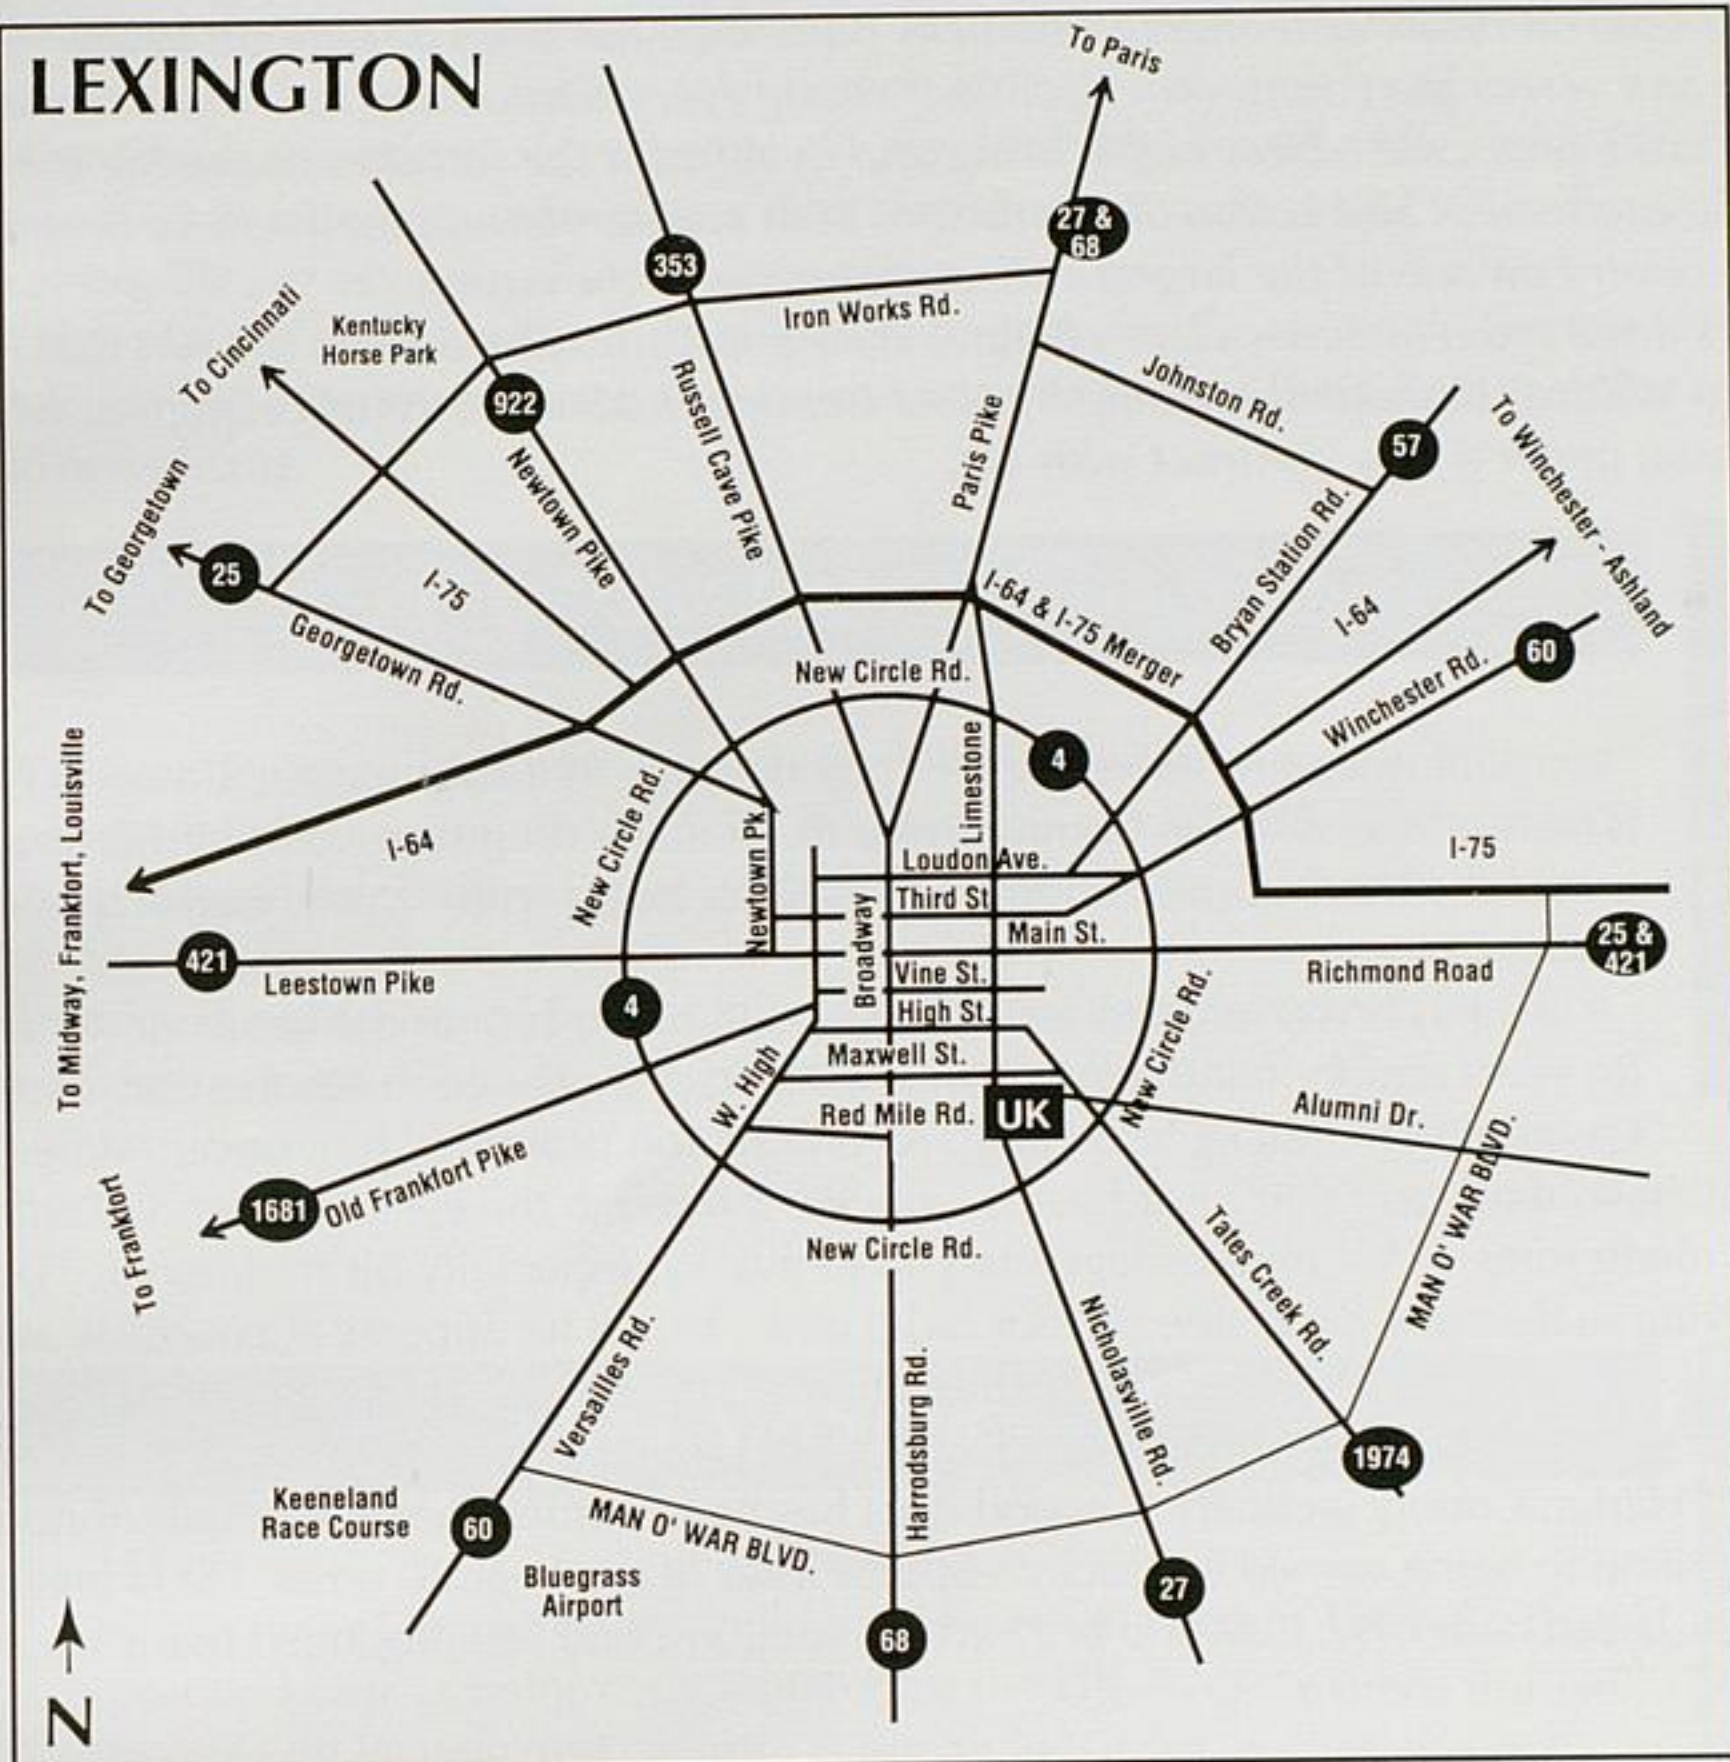 LEXINGTON
To Paris
27 &
68
353
Iron Works Rd.
To Cincinnati
Kentucky
Horse Park
922
Russell Cave Pike
Johnston Rd.
Paris Pike
57
To Winchester - Ashland
To Georgetown
25
I-75
Newtown Pike
Georgetown Rd.
I-64 & I-75 Merger
Bryan Station Rd.
I-64
60
Winchester Rd.
New Circle Rd.
4
Limestone
New Circle Rd.
Newtown Pk
To Midway, Frankfort, Louisville
I-64
I-75
Loudon Ave.
Third St
Broadway
Main St.
421
Leestown Pike
Vine St.
Richmond Road
25 &
421
4
High St.
New Circle Rd.
Maxwell St.
W. High
Red Mile Rd.
UK
Alumni Dr.
MAN O' WAR BLVD.
1681
Old Frankfort Pike
To Frankfort
New Circle Rd.
Tates Creek Rd.
Versailles Rd.
Harrodsburg Rd.
Nicholasville Rd.
1974
Keeneland
Race Course
60
MAN O' WAR BLVD.
Bluegrass
Airport
27
68
N